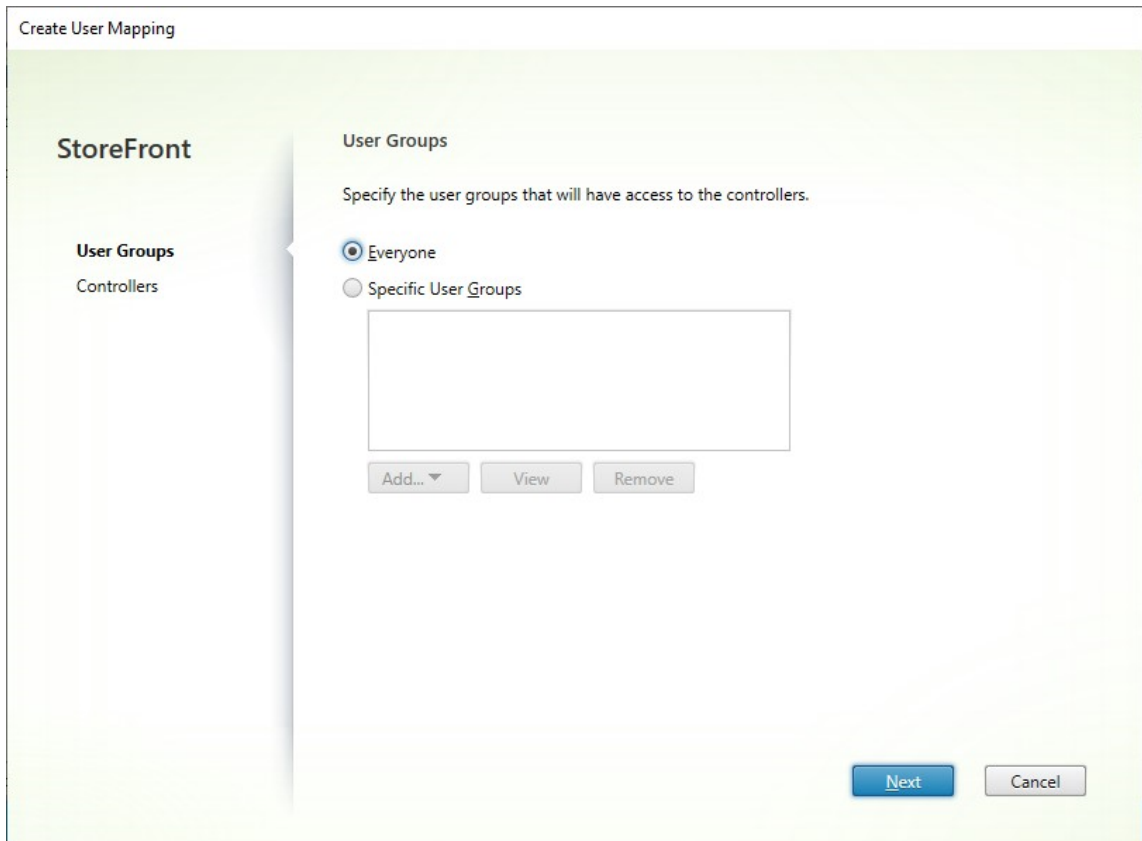 Create User Mapping
StoreFront
User Groups
Controllers
User Groups
Specify the user groups that will have access to the controllers.
Everyone
Specific User Groups
Add...
View
Remove
Next
Cancel